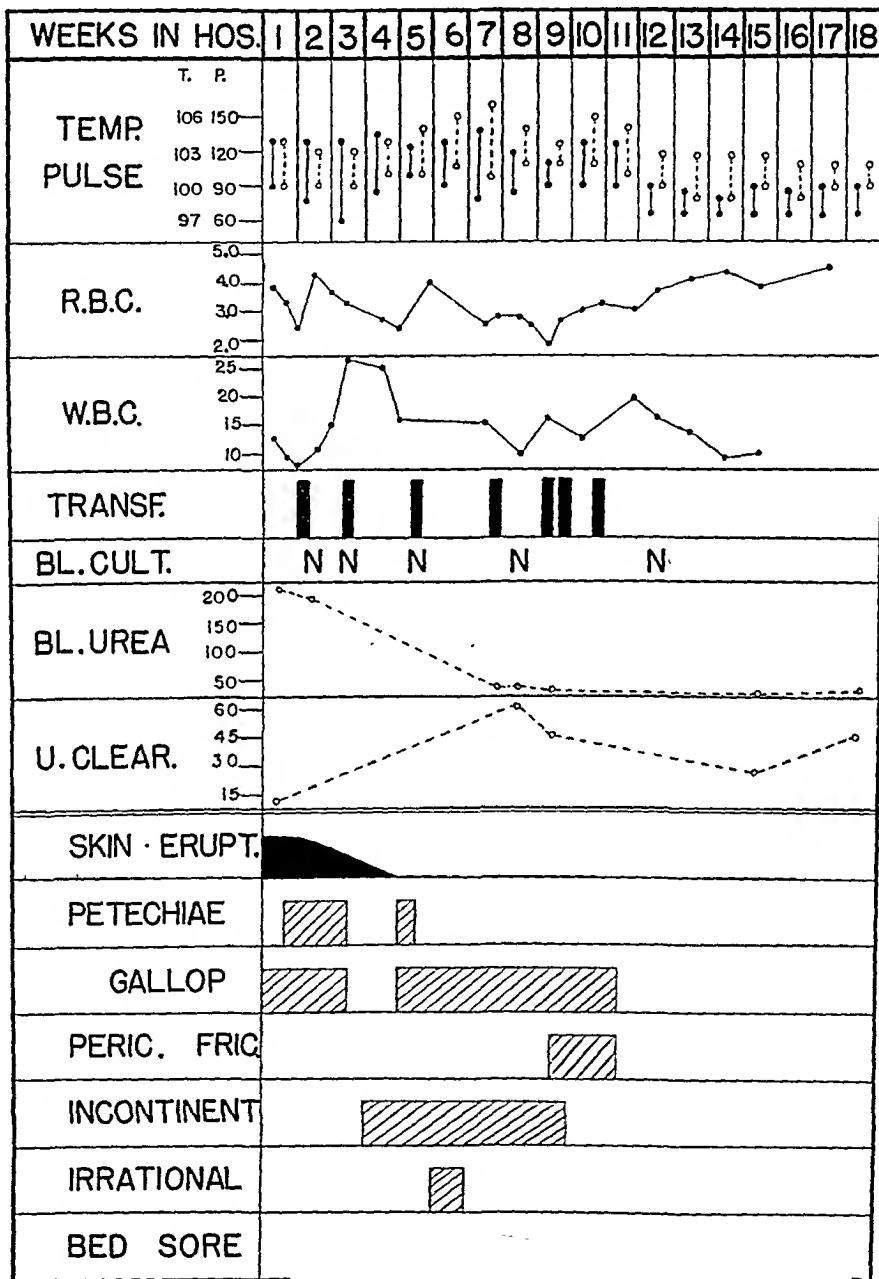 WEEKS IN HOS. 1 2 3 4 5 6 7 8 9 10 11 12 13 14 15 16 17 18
T. P.
106 150
TEMP. 103 120
PULSE 100 90
97 60
5.0
R.B.C. 4.0
3.0
2.0
25
W.B.C. 20
15
10
TRANSF.
BL. CULT. N N N N N
200
BL. UREA 150
100
50
60
45
U. CLEAR. 30
15
SKIN · ERUPT.
PETECHIAE
GALLOP
PERIC. FRIC.
INCONTINENT
IRRATIONAL
BED SORE